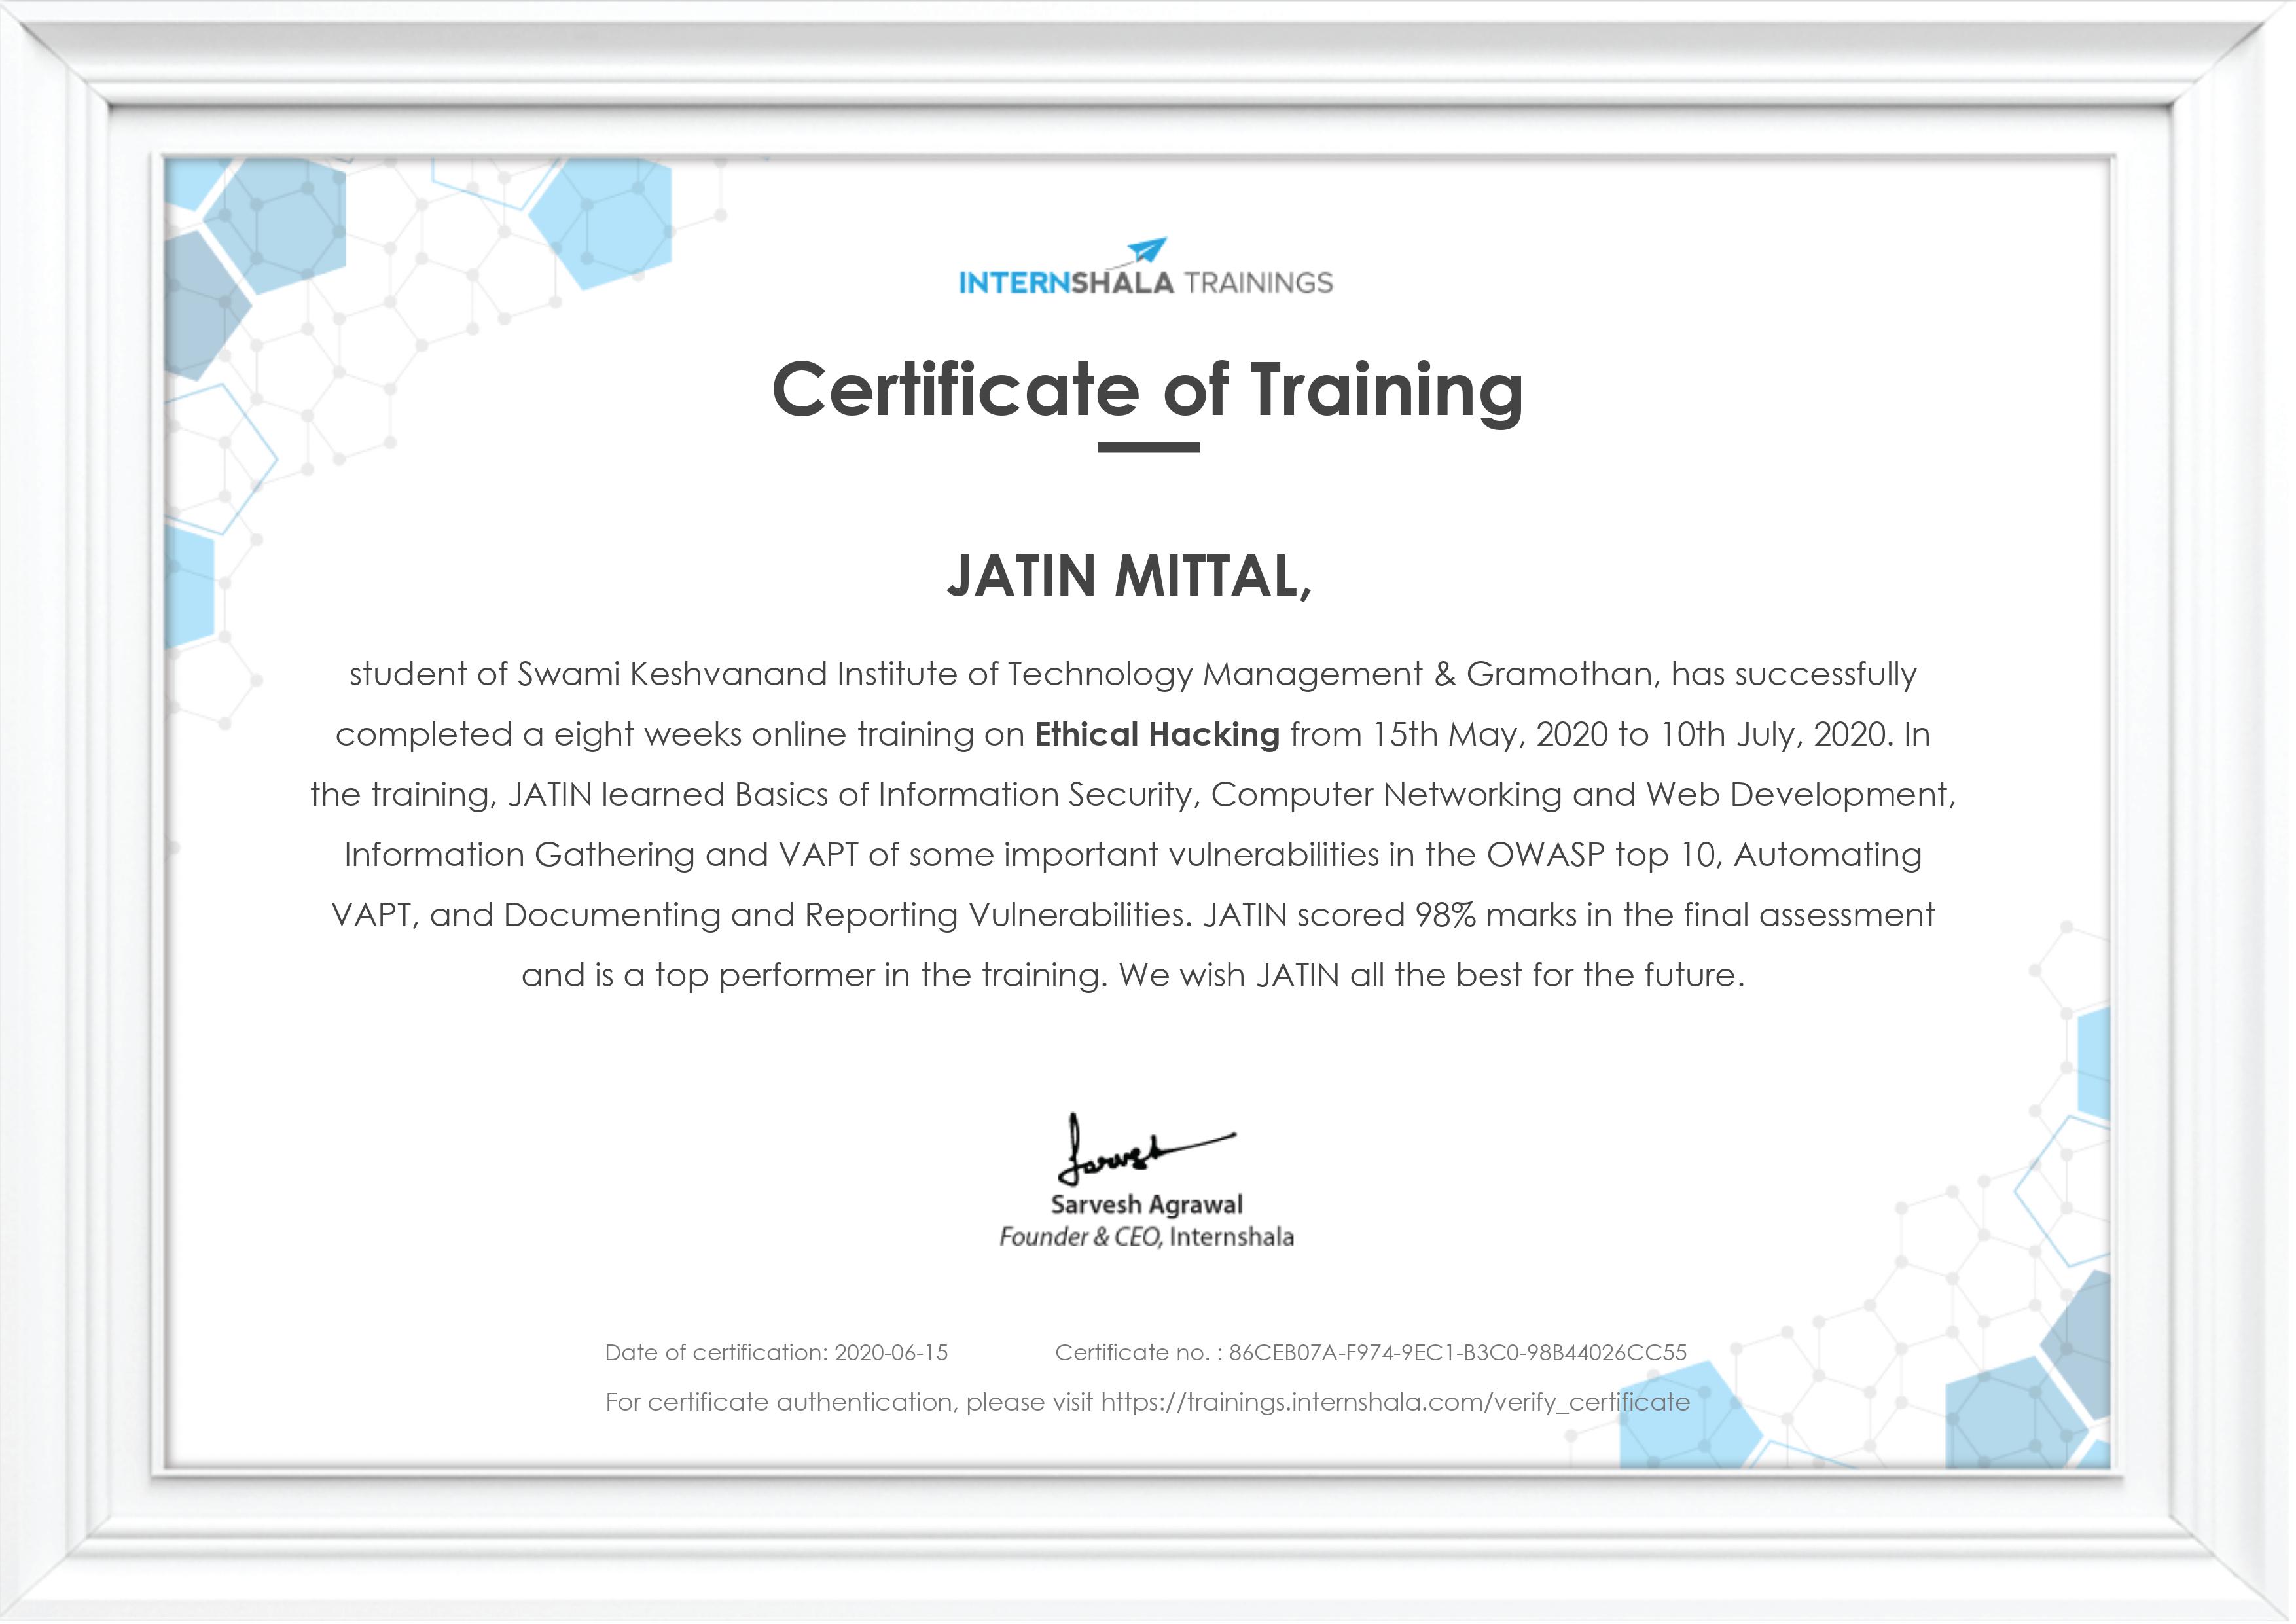 INTERNSHALA TRAININGS
Certificate of Training
JATIN MITTAL,
student of Swami Keshvanand Institute of Technology Management & Gramothan, has successfully
completed a eight weeks online training on Ethical Hacking from 15th May, 2020 to 10th July, 2020. In
the training, JATIN learned Basics of Information Security, Computer Networking and Web Development,
Information Gathering and VAPT of some important vulnerabilities in the OWASP top 10, Automating
VAPT, and Documenting and Reporting Vulnerabilities. JATIN scored 98% marks in the final assessment
and is a top performer in the training. We wish JATIN all the best for the future.
Sarvesh
Sarvesh Agrawal
Founder & CEO, Internshala
Date of certification: 2020-06-15 Certificate no. : 86CEB07A-F974-9EC1-B3C0-98B44026CC55
For certificate authentication, please visit https://trainings.internshala.com/verify_certificate